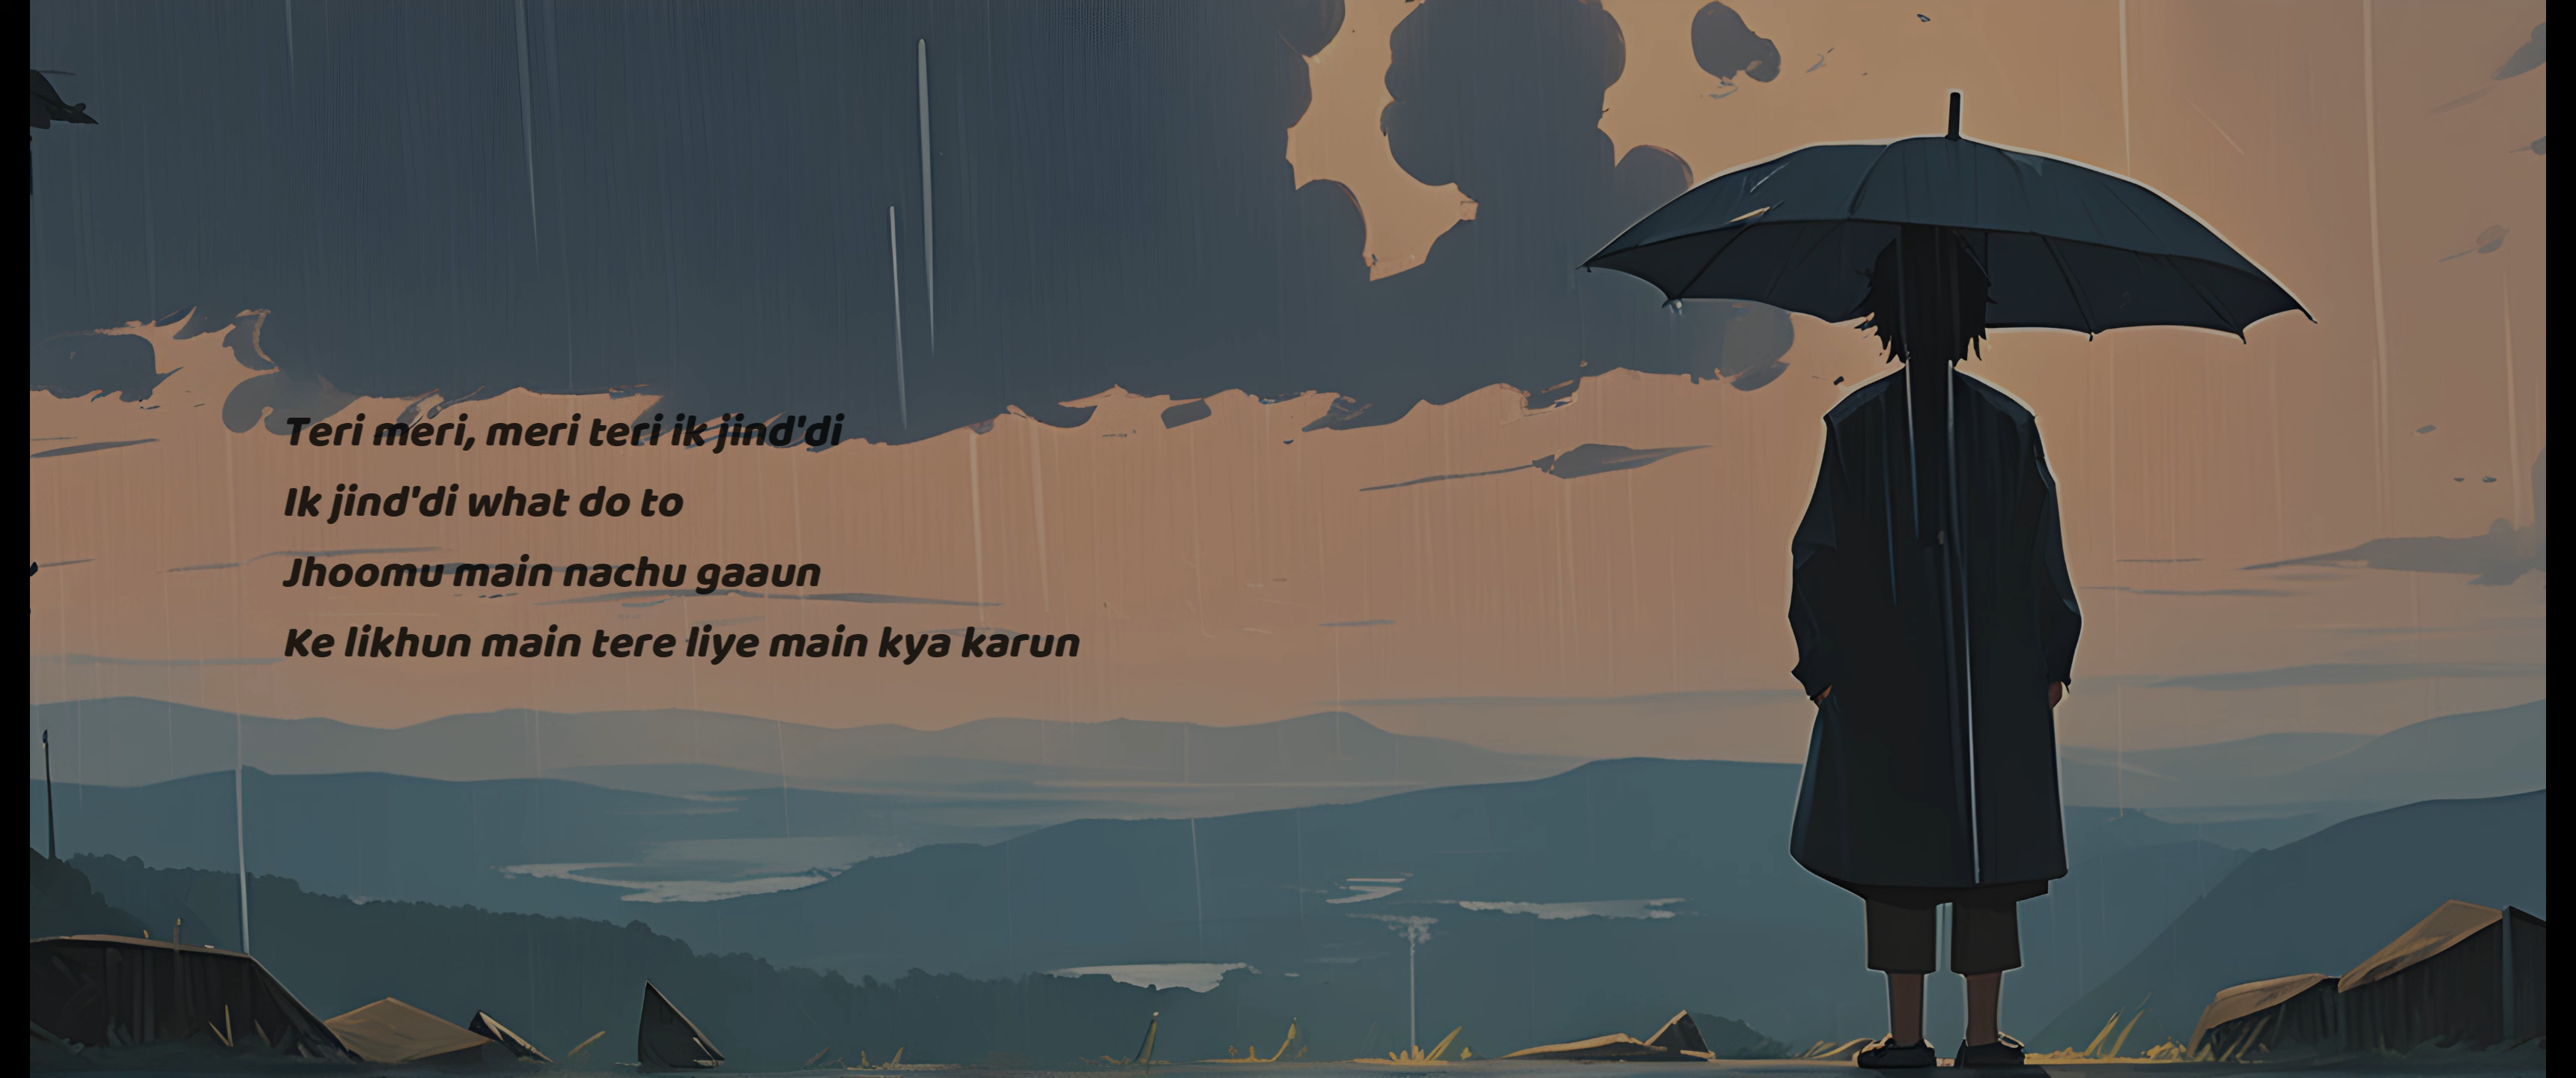 Teri meri, meri teri ik jind'di
Ik jind'di what do to
Jhoomu main nachu gaaun
Ke likhun main tere liye main kya karun